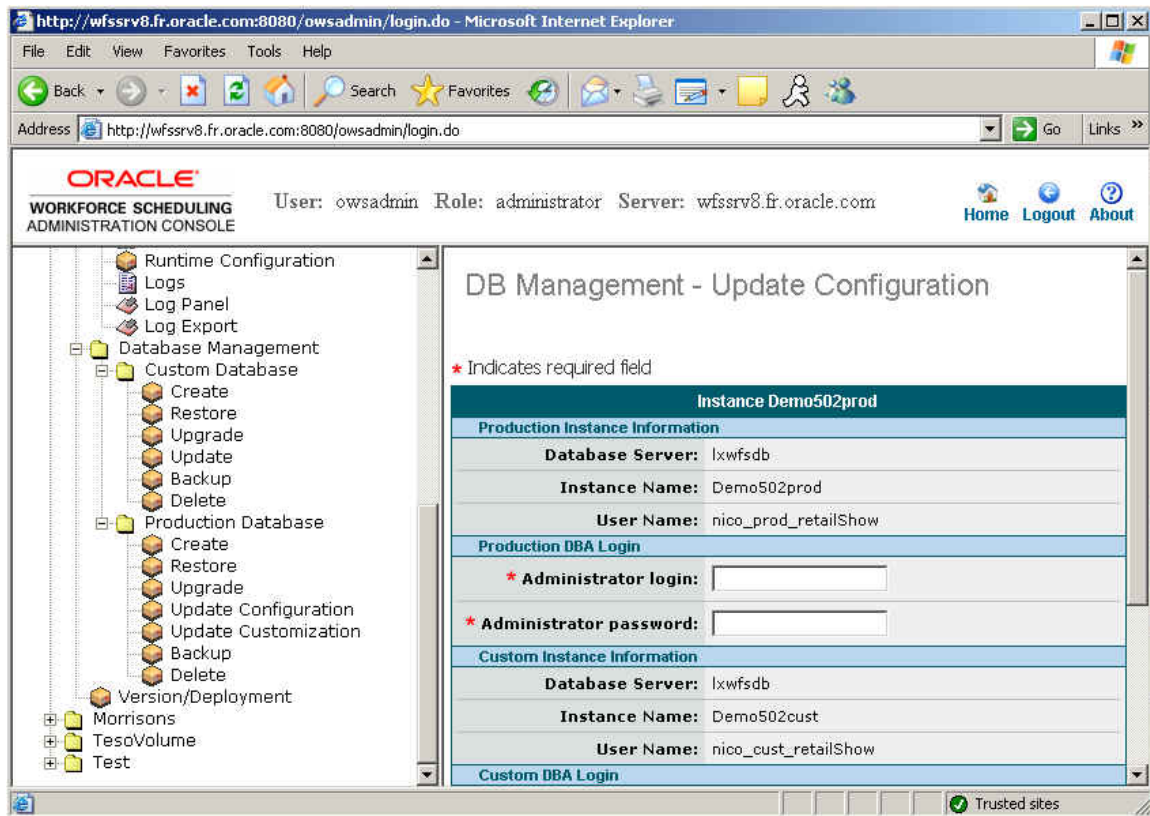 http://wfssrv8.fr.oracle.com:8080/owsadmin/login.do - Microsoft Internet Explorer
File Edit View Favorites Tools Help
Back Search Favorites
Address http://wfssrv8.fr.oracle.com:8080/owsadmin/login.do Go Links »
ORACLE
WORKFORCE SCHEDULING
ADMINISTRATION CONSOLE
User: owsadmin Role: administrator Server: wfssrv8.fr.oracle.com
Home Logout About
Runtime Configuration
Logs
Log Panel
Log Export
Database Management
Custom Database
Create
Restore
Upgrade
Update
Backup
Delete
Production Database
Create
Restore
Upgrade
Update Configuration
Update Customization
Backup
Delete
Version/Deployment
Morrisons
TesoVolume
Test
DB Management - Update Configuration
* Indicates required field
Instance Demo502prod
Production Instance Information
Database Server: lxwfsdb
Instance Name: Demo502prod
User Name: nico_prod_retailShow
Production DBA Login
* Administrator login:
* Administrator password:
Custom Instance Information
Database Server: lxwfsdb
Instance Name: Demo502cust
User Name: nico_cust_retailShow
Custom DBA Login
Trusted sites